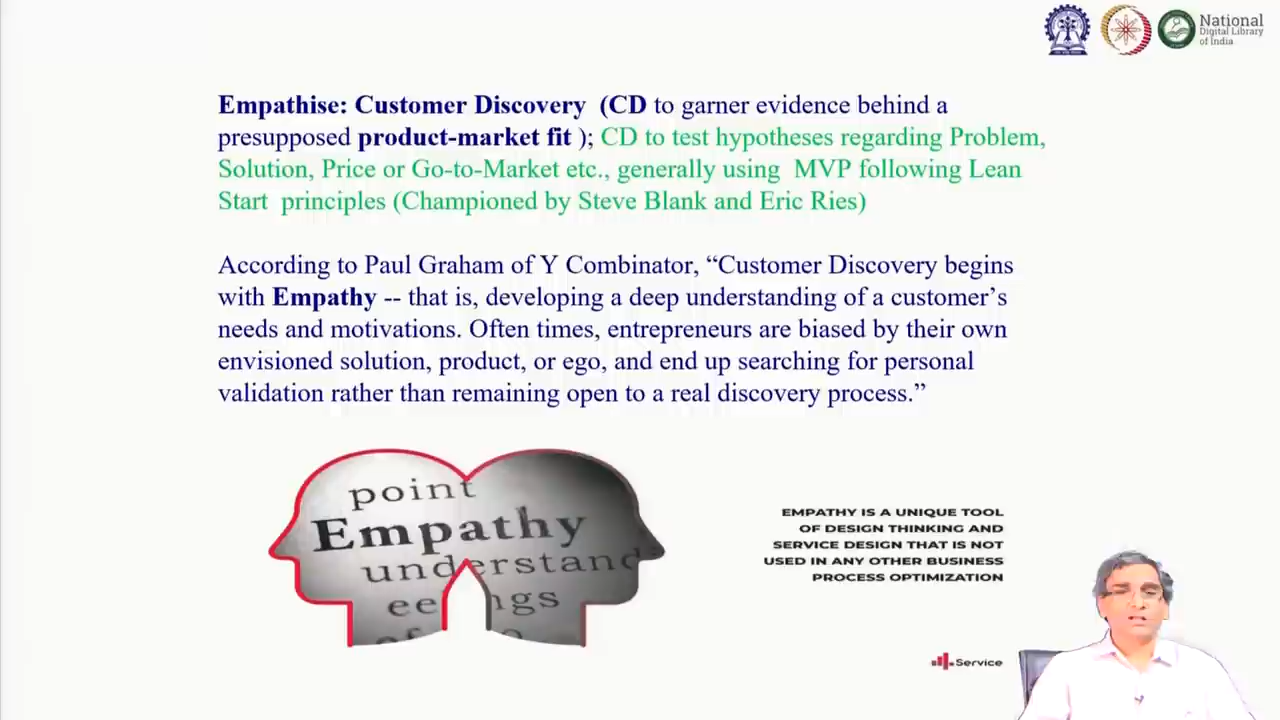 National
Digital Library
of India
Empathise: Customer Discovery (CD to garner evidence behind a
presupposed product-market fit ); CD to test hypotheses regarding Problem,
Solution, Price or Go-to-Market etc., generally using MVP following Lean
Start principles (Championed by Steve Blank and Eric Ries)
According to Paul Graham of Y Combinator, “Customer Discovery begins
with Empathy -- that is, developing a deep understanding of a customer’s
needs and motivations. Often times, entrepreneurs are biased by their own
envisioned solution, product, or ego, and end up searching for personal
validation rather than remaining open to a real discovery process.”
point
Empathy
understand
ee ngs
of
EMPATHY IS A UNIQUE TOOL
OF DESIGN THINKING AND
SERVICE DESIGN THAT IS NOT
USED IN ANY OTHER BUSINESS
PROCESS OPTIMIZATION
Service